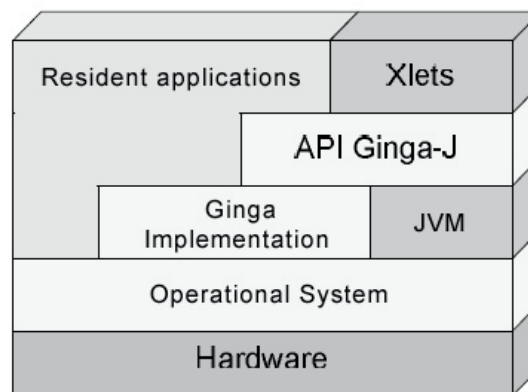 Resident applications
Xlets
API Ginga-J
Ginga
Implementation
JVM
Operational System
Hardware